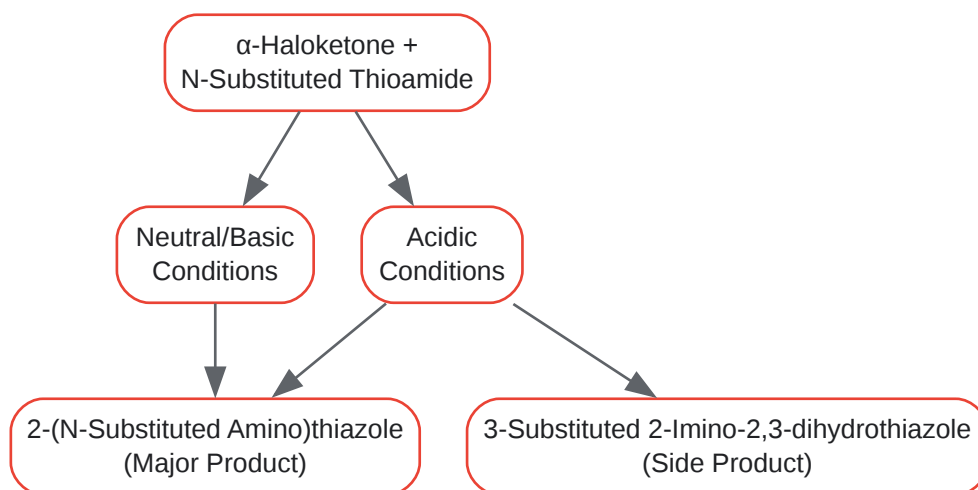 α-Haloketone +
N-Substituted Thioamide
Neutral/Basic
Conditions
Acidic
Conditions
2-(N-Substituted Amino)thiazole
(Major Product)
3-Substituted 2-Imino-2,3-dihydrothiazole
(Side Product)